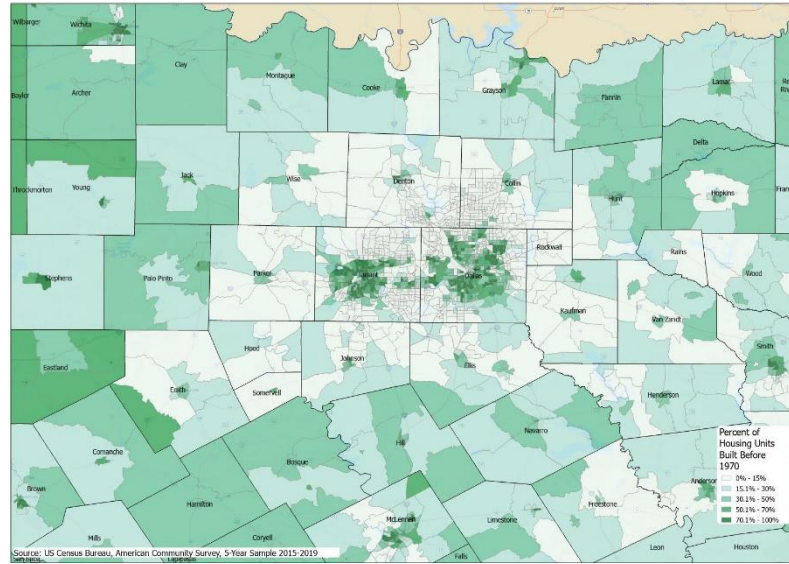 Wilbarger
Wichita
Clay
Montague
Cooke
Grayson
Fannin
Lamar
Baylor
Archer
Delta
Throckmorton
Young
Jack
Wise
Denton
Collin
Hunt
Hopkins
Stephens
Palo Pinto
Parker
Tarrant
Dallas
Rockwall
Rains
Wood
Kaufman
Van Zandt
Smith
Eastland
Erath
Hood
Somervell
Johnson
Ellis
Henderson
Comanche
Brown
Hamilton
Bosque
Hill
Navarro
Freestone
Anderson
Mills
Coryell
McLennan
Limestone
Falls
Leon
Houston
Percent of
Housing Units
Built Before
1970
0% - 15%
15.1% - 30%
30.1% - 50%
50.1% - 70%
70.1% - 100%
Source: US Census Bureau, American Community Survey, 5-Year Sample 2015-2019